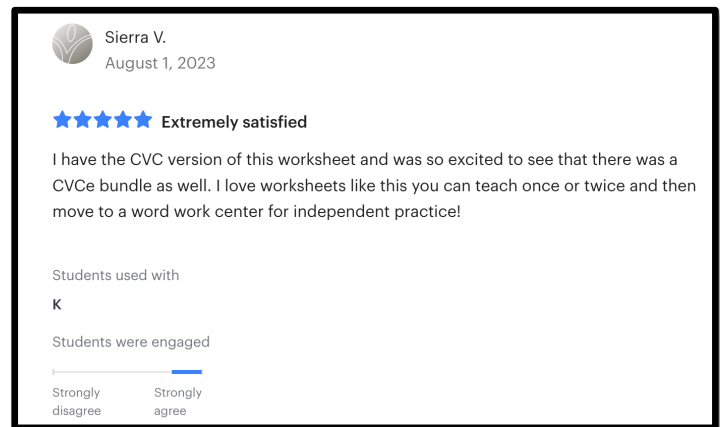 Sierra V.
August 1, 2023
Extremely satisfied
I have the CVC version of this worksheet and was so excited to see that there was a
CVCe bundle as well. I love worksheets like this you can teach once or twice and then
move to a word work center for independent practice!
Students used with
K
Students were engaged
Strongly disagree
Strongly agree